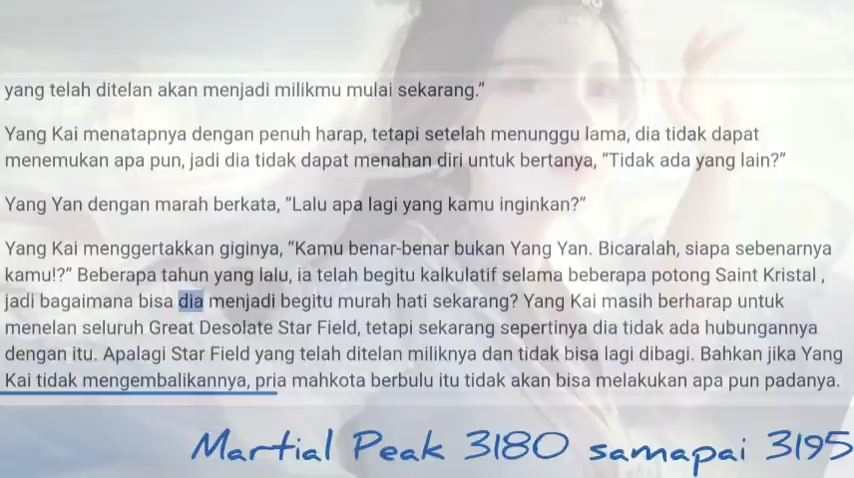 yang telah ditelan akan menjadi milikmu mulai sekarang.”
Yang Kai menatapnya dengan penuh harap, tetapi setelah menunggu lama, dia tidak dapat
menemukan apa pun, jadi dia tidak dapat menahan diri untuk bertanya, “Tidak ada yang lain?”
Yang Yan dengan marah berkata, “Lalu apa lagi yang kamu inginkan?”
Yang Kai menggertakkan giginya, “Kamu benar-benar bukan Yang Yan. Bicaralah, siapa sebenarnya
kamu!?” Beberapa tahun yang lalu, ia telah begitu kalkulatif selama beberapa potong Saint Kristal ,
jadi bagaimana bisa dia menjadi begitu murah hati sekarang? Yang Kai masih berharap untuk
menelan seluruh Great Desolate Star Field, tetapi sekarang sepertinya dia tidak ada hubungannya
dengan itu. Apalagi Star Field yang telah ditelan miliknya dan tidak bisa lagi dibagi. Bahkan jika Yang
Kai tidak mengembalikannya, pria mahkota berbulu itu tidak akan bisa melakukan apa pun padanya.
Martial Peak 3180 samapai 3195